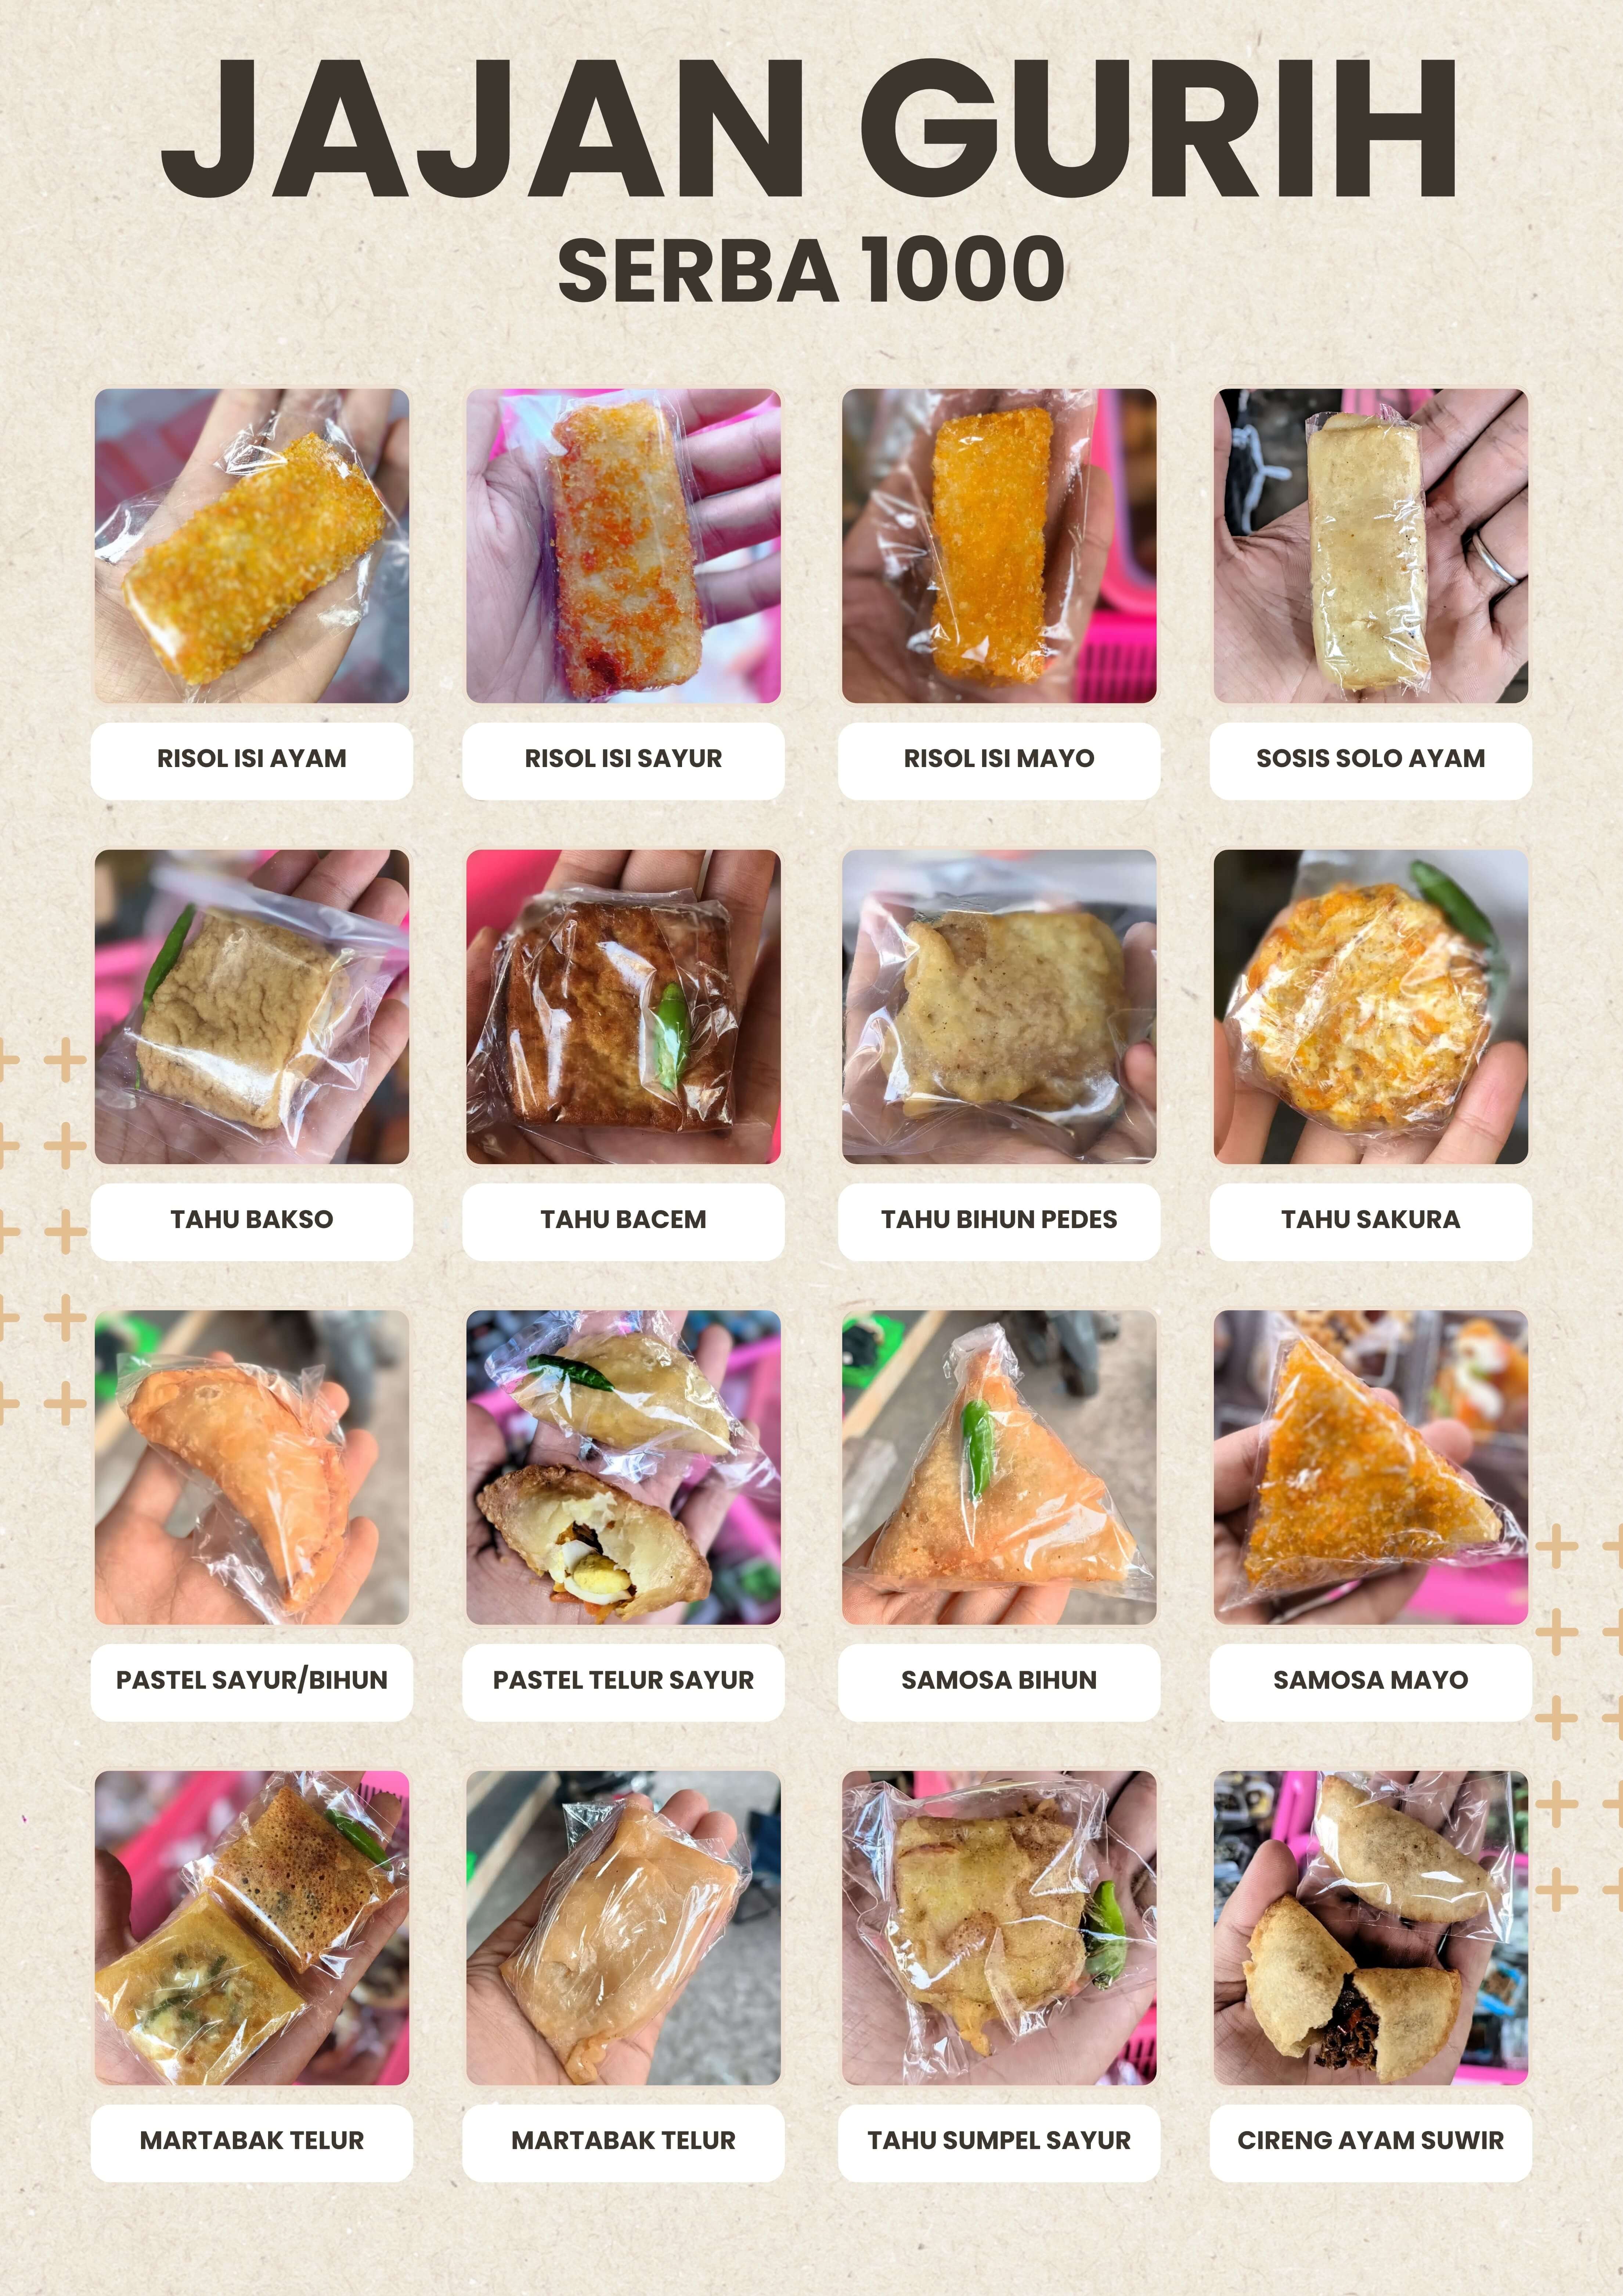 JAJAN GURIH
SERBA 1000
RISOL ISI AYAM
RISOL ISI SAYUR
RISOL ISI MAYO
SOSIS SOLO AYAM
TAHU BAKSO
TAHU BACEM
TAHU BIHUN PEDES
TAHU SAKURA
PASTEL SAYUR/BIHUN
PASTEL TELUR SAYUR
SAMOSA BIHUN
SAMOSA MAYO
MARTABAK TELUR
MARTABAK TELUR
TAHU SUMPEL SAYUR
CIRENG AYAM SUWIR